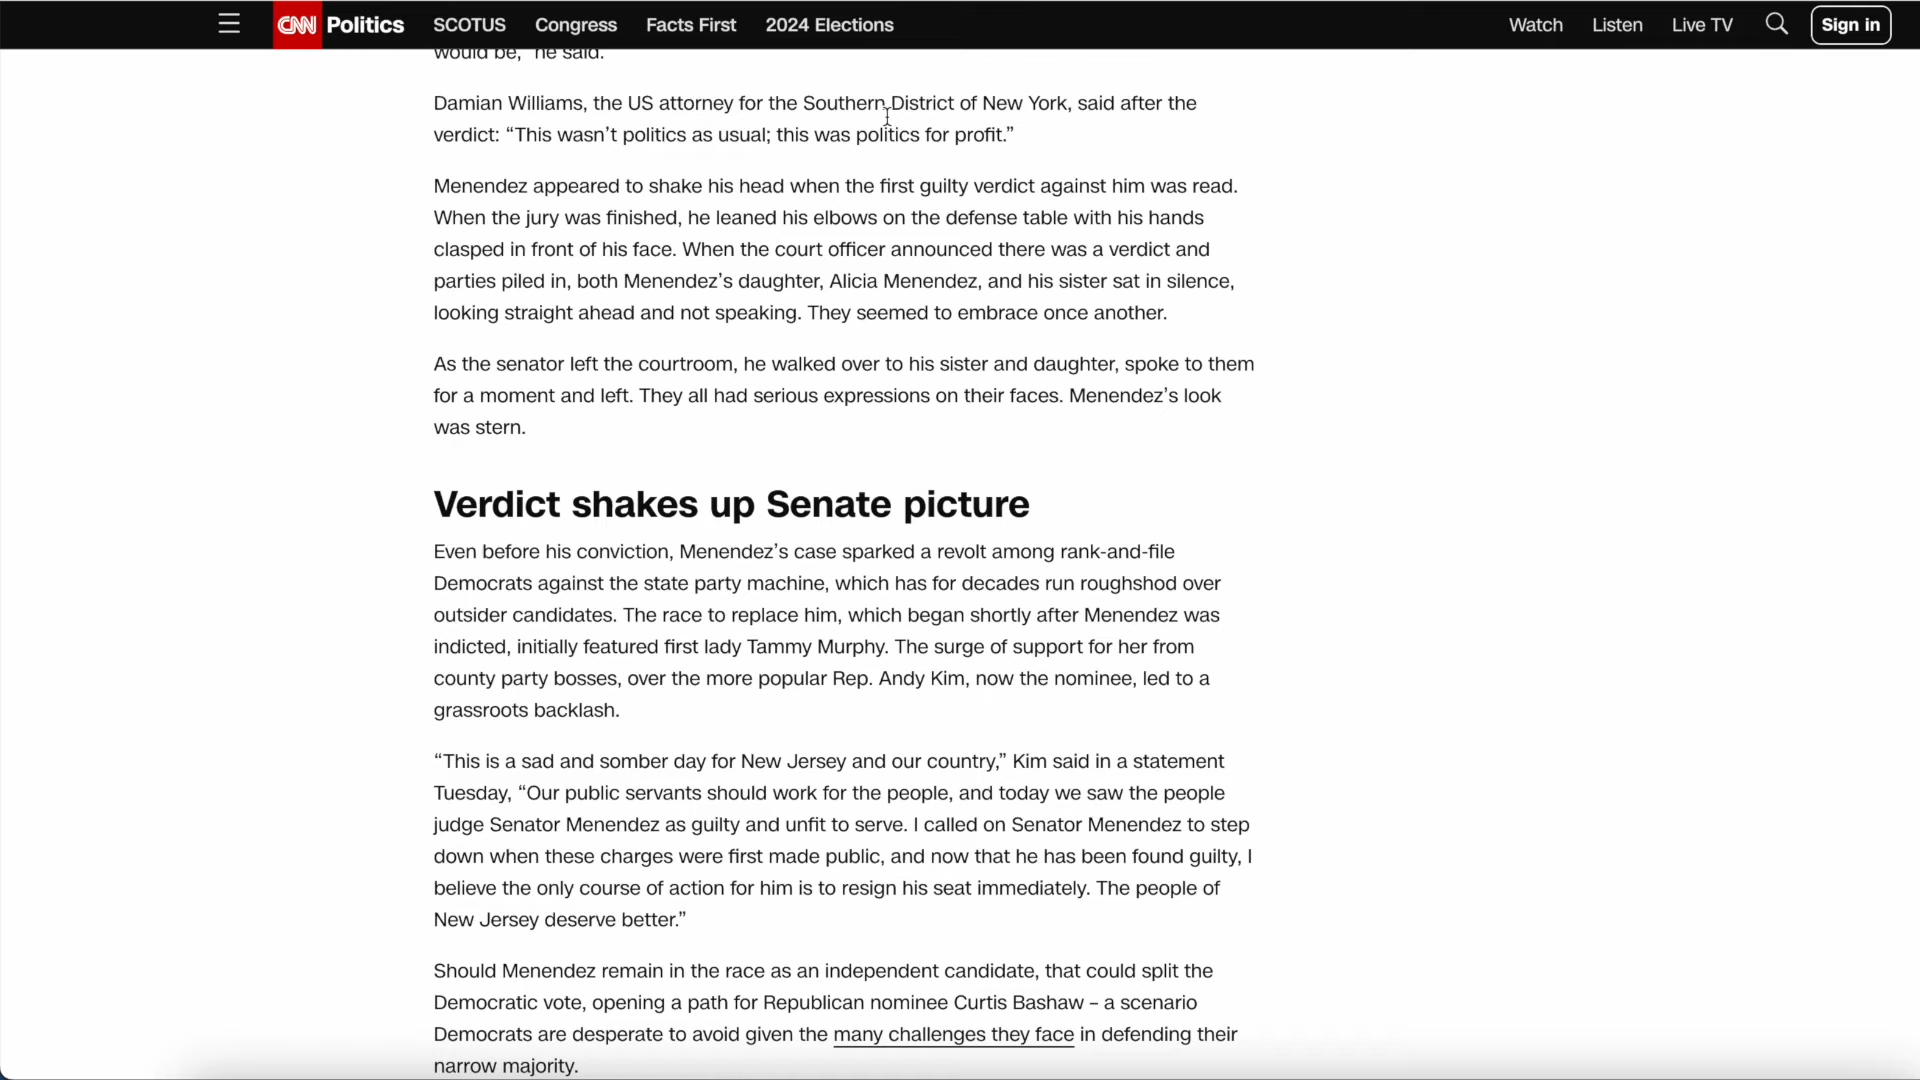 CNN Politics SCOTUS Congress Facts First 2024 Elections Watch Listen Live TV Sign in
would be,” he said.
Damian Williams, the US attorney for the Southern District of New York, said after the
verdict: “This wasn’t politics as usual; this was politics for profit.”
Menendez appeared to shake his head when the first guilty verdict against him was read.
When the jury was finished, he leaned his elbows on the defense table with his hands
clasped in front of his face. When the court officer announced there was a verdict and
parties piled in, both Menendez’s daughter, Alicia Menendez, and his sister sat in silence,
looking straight ahead and not speaking. They seemed to embrace once another.
As the senator left the courtroom, he walked over to his sister and daughter, spoke to them
for a moment and left. They all had serious expressions on their faces. Menendez’s look
was stern.
Verdict shakes up Senate picture
Even before his conviction, Menendez’s case sparked a revolt among rank-and-file
Democrats against the state party machine, which has for decades run roughshod over
outsider candidates. The race to replace him, which began shortly after Menendez was
indicted, initially featured first lady Tammy Murphy. The surge of support for her from
county party bosses, over the more popular Rep. Andy Kim, now the nominee, led to a
grassroots backlash.
“This is a sad and somber day for New Jersey and our country,” Kim said in a statement
Tuesday, “Our public servants should work for the people, and today we saw the people
judge Senator Menendez as guilty and unfit to serve. I called on Senator Menendez to step
down when these charges were first made public, and now that he has been found guilty, I
believe the only course of action for him is to resign his seat immediately. The people of
New Jersey deserve better.”
Should Menendez remain in the race as an independent candidate, that could split the
Democratic vote, opening a path for Republican nominee Curtis Bashaw – a scenario
Democrats are desperate to avoid given the many challenges they face in defending their
narrow majority.